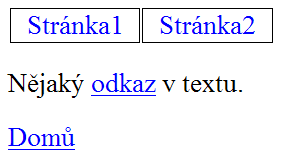 Stránka1 Stránka2
Nějaký odkaz v textu.
Domů